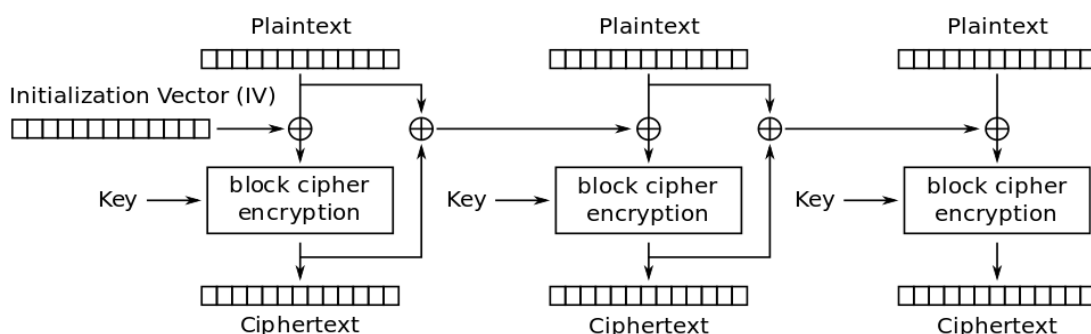 Plaintext
Plaintext
Plaintext
Initialization Vector (IV)
Key
block cipher
encryption
Key
block cipher
encryption
Key
block cipher
encryption
Ciphertext
Ciphertext
Ciphertext